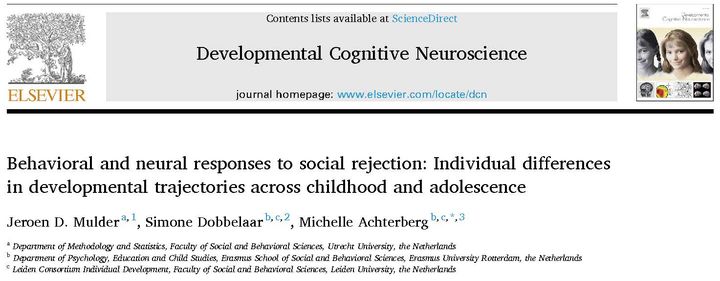 Contents lists available at ScienceDirect
Developmental Cognitive Neuroscience
journal homepage: www.elsevier.com/locate/dcn
ELSEVIER
Behavioral and neural responses to social rejection: Individual differences
in developmental trajectories across childhood and adolescence
Jeroen D. Mulder a, 1, Simone Dobbelaar b, c, 2, Michelle Achterberg b, c, *, 3
a Department of Methodology and Statistics, Faculty of Social and Behavioral Sciences, Utrecht University, the Netherlands
b Department of Psychology, Education and Child Studies, Erasmus School of Social and Behavioral Sciences, Erasmus University Rotterdam, the Netherlands
c Leiden Consortium Individual Development, Faculty of Social and Behavioral Sciences, Leiden University, the Netherlands